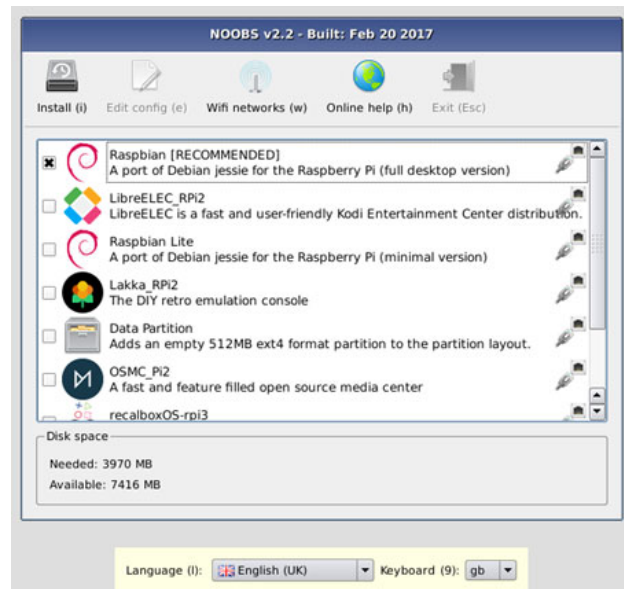 NOOBS v2.2 - Built: Feb 20 2017
Install (i) Edit config (e) Wifi networks (w) Online help (h) Exit (Esc)
Raspbian [RECOMMENDED]
A port of Debian jessie for the Raspberry Pi (full desktop version)
LibreELEC_RPi2
LibreELEC is a fast and user-friendly Kodi Entertainment Center distribution.
Raspbian Lite
A port of Debian jessie for the Raspberry Pi (minimal version)
Lakka_RPi2
The DIY retro emulation console
Data Partition
Adds an empty 512MB ext4 format partition to the partition layout.
OSMC_Pi2
A fast and feature filled open source media center
recalboxOS-rpi3
Disk space
Needed: 3970 MB
Available: 7416 MB
Language (l): English (UK) Keyboard (9): gb